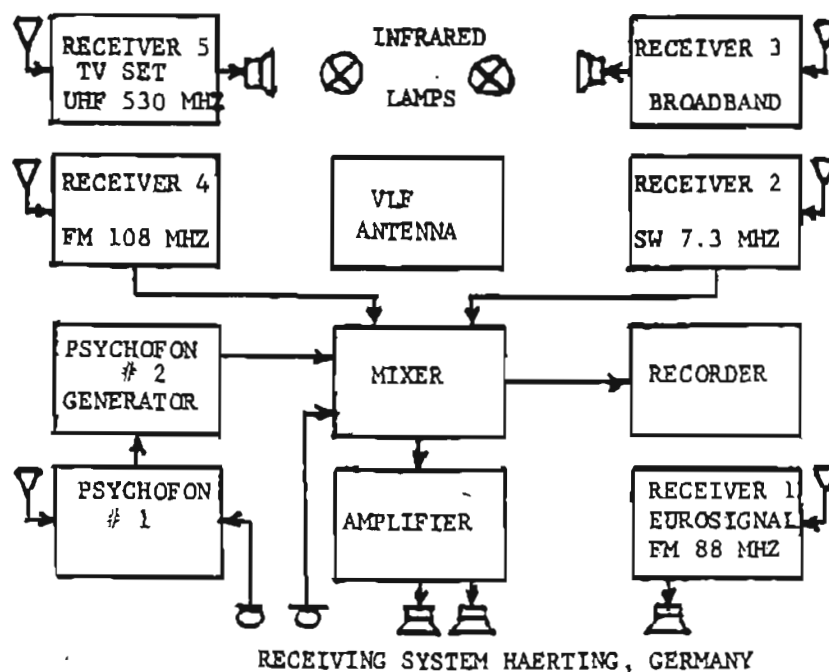 RECEIVER 5
TV SET
UHF 530 MHZ
INFRARED
LAMPS
RECEIVER 3
BROADBAND
RECEIVER 4
FM 108 MHZ
VLF
ANTENNA
RECEIVER 2
SW 7.3 MHZ
PSYCHOFON
# 2
GENERATOR
MIXER
RECORDER
PSYCHOFON
# 1
AMPLIFIER
RECEIVER 1
EUROSIGNAL
FM 88 MHZ
RECEIVING SYSTEM HAERTING, GERMANY